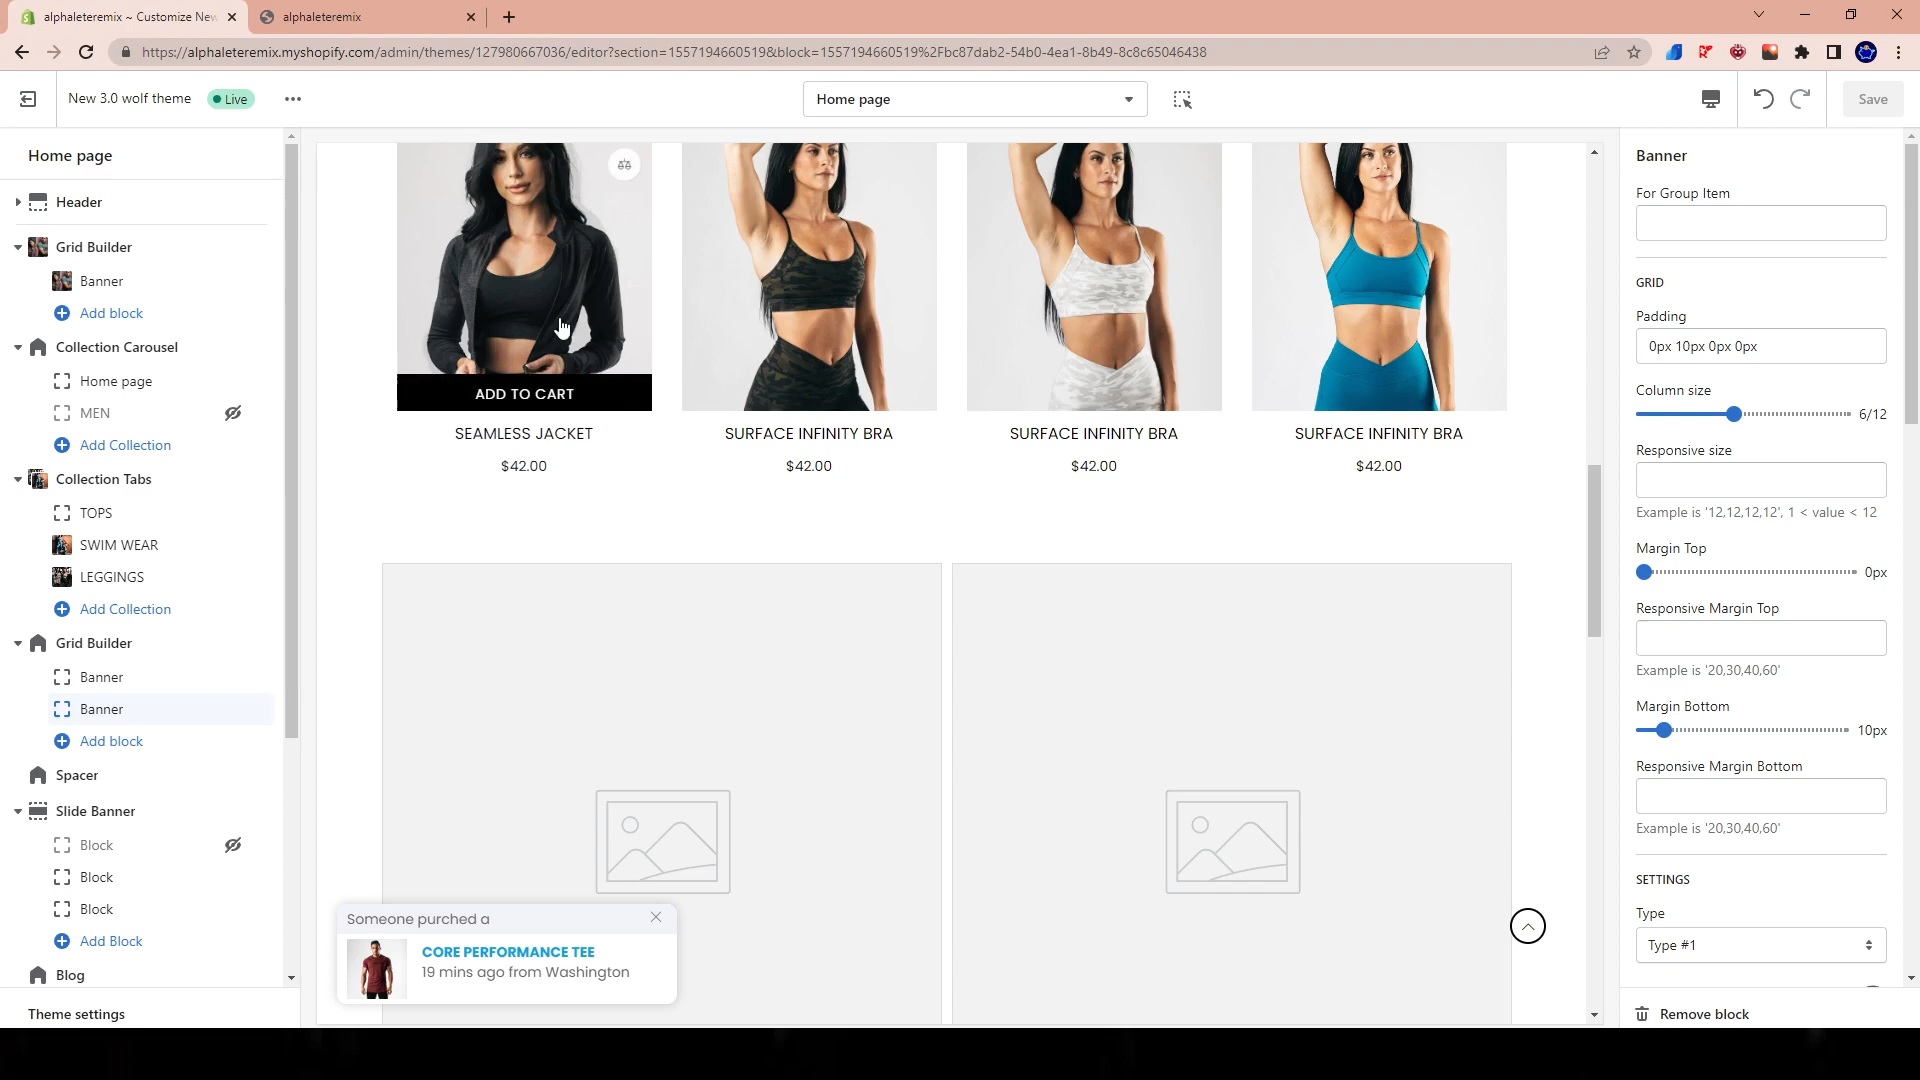 alphaleteremix ~ Customize New
alphaleteremix
https://alphaleteremix.myshopify.com/admin/themes/127980667036/editor?section=1557194660519&block=1557194660519%2Fbc87dab2-54b0-4ea1-8b49-8c8c65046438
New 3.0 wolf theme
Live
Home page
Save
Home page
Header
Grid Builder
Banner
Add block
Collection Carousel
Home page
MEN
Add Collection
Collection Tabs
TOPS
SWIM WEAR
LEGGINGS
Add Collection
Grid Builder
Banner
Banner
Add block
Spacer
Slide Banner
Block
Block
Block
Add Block
Blog
Theme settings
ADD TO CART
SEAMLESS JACKET
$42.00
SURFACE INFINITY BRA
$42.00
SURFACE INFINITY BRA
$42.00
SURFACE INFINITY BRA
$42.00
Someone purched a
CORE PERFORMANCE TEE
19 mins ago from Washington
Banner
For Group Item
GRID
Padding
0px 10px 0px 0px
Column size
6/12
Responsive size
Example is '12,12,12,12', 1 < value < 12
Margin Top
0px
Responsive Margin Top
Example is '20,30,40,60'
Margin Bottom
10px
Responsive Margin Bottom
Example is '20,30,40,60'
SETTINGS
Type
Type #1
Remove block